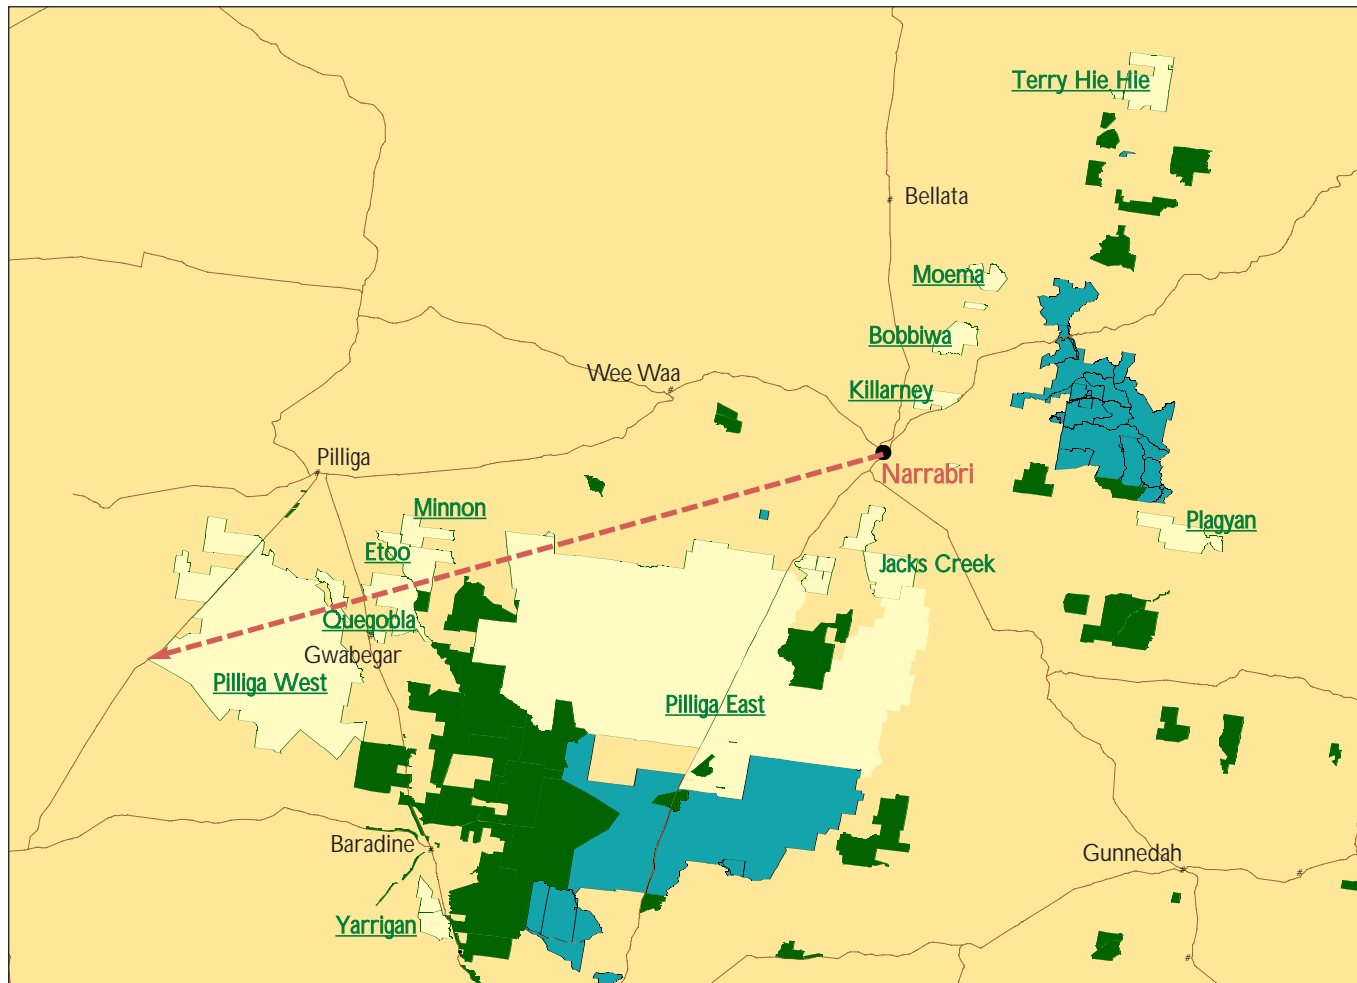 Terry Hie Hie
Bellata
Moema
Bobbiwa
Wee Waa
Killarney
Pilliga
Narrabri
Minnon
Plagyan
Etoo
Jacks Creek
Quegobla
Gwabegar
Pilliga West
Pilliga East
Baradine
Gunnedah
Yarrigan